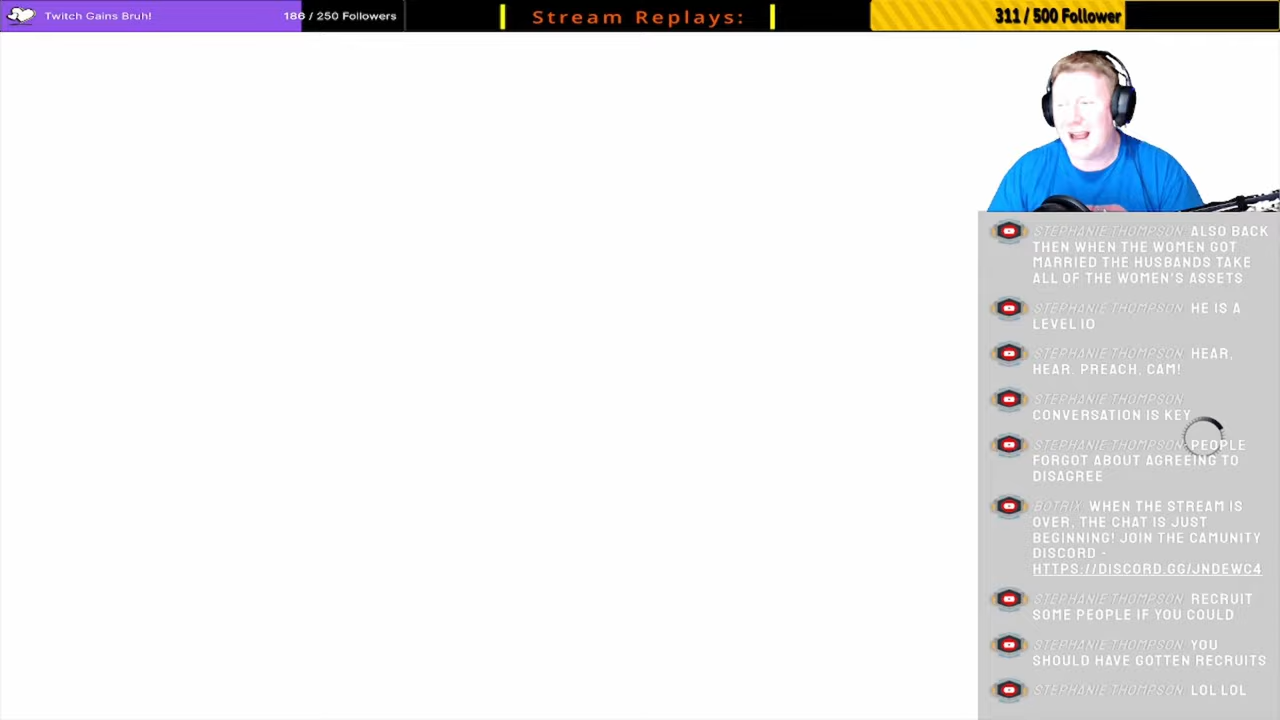 Twitch Gains Bruh!
186 / 250 Followers
Stream Replays:
311 / 500 Follower
STEPHANIE THOMPSON: ALSO BACK
THEN WHEN THE WOMEN GOT
MARRIED THE HUSBANDS TAKE
ALL OF THE WOMEN'S ASSETS
STEPHANIE THOMPSON: HE IS A
LEVEL 10
STEPHANIE THOMPSON: HEAR,
HEAR. PREACH, CAM!
STEPHANIE THOMPSON:
CONVERSATION IS KEY
STEPHANIE THOMPSON: PEOPLE
FORGOT ABOUT AGREEING TO
DISAGREE
BOTRIX: WHEN THE STREAM IS
OVER, THE CHAT IS JUST
BEGINNING! JOIN THE CAMUNITY
DISCORD -
HTTPS://DISCORD.GG/JNDEWC4
STEPHANIE THOMPSON: RECRUIT
SOME PEOPLE IF YOU COULD
STEPHANIE THOMPSON: YOU
SHOULD HAVE GOTTEN RECRUITS
STEPHANIE THOMPSON: LOL LOL